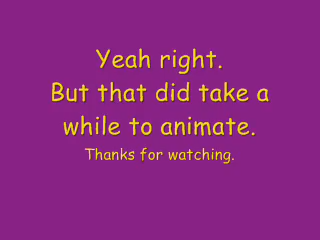 Yeah right.
But that did take a
while to animate.
Thanks for watching.